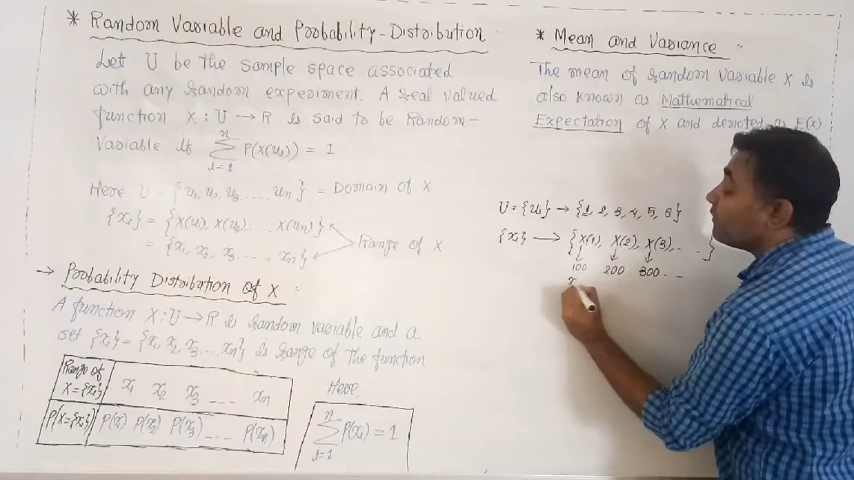 * Random Variable and Probability-Distribution
Let U be the sample space associated
with any random experiment. A real valued
function X : U → R is said to be Random-
Variable if n∑i=1 P(X(ui)) = 1
Here U = {u1, u2, u3, ..... un} = Domain of X
{xi} = {X(u1), X(u2), ... X(un)}
= {x1, x2, x3 .... xn}
Range of X
→ Probability Distribution of X :
A function X : U → R is random variable and a
set {xi} = {x1, x2, x3, ... xn} is range of the function
Range of X = {xi} x1 x2 x3 --- xn
P(X = {xi}) P(x1) P(x2) P(x3) --- P(xn)
Here,
n∑i=1 P(xi) = 1
* Mean and Variance :
The mean of random variable X is
also known as Mathematical
Expectation of X and denoted as E(X)
U = {ui} → {1, 2, 3, 4, 5, 6}
{xi} → {X(1), X(2), X(3), . . . }
↓ ↓ ↓
100 200 300 . - -